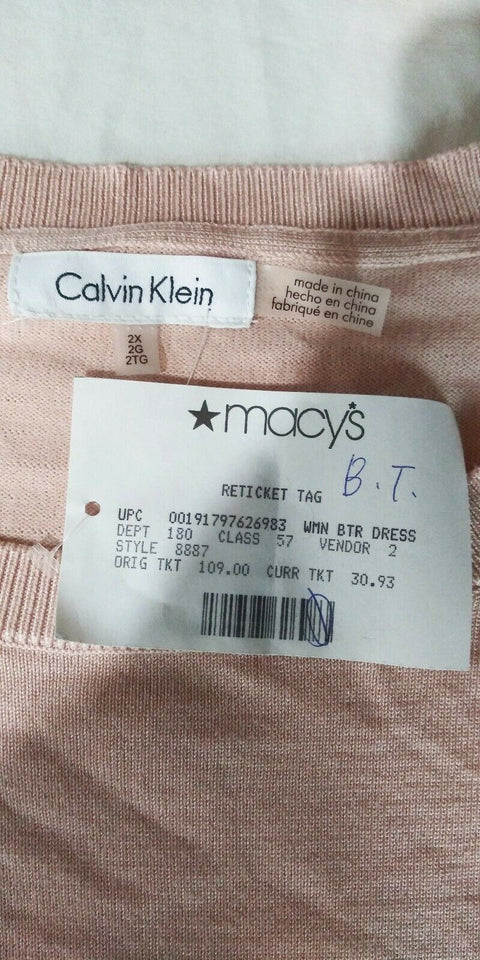 Calvin Klein
made in china
hecho en china
fabriqué en chine
2X
2G
2TG
★macy's
B.T.
RETICKET TAG
UPC 00191797626983 WMN BTR DRESS
DEPT 180 CLASS 57 VENDOR 2
STYLE 8887
ORIG TKT 109.00 CURR TKT 30.93